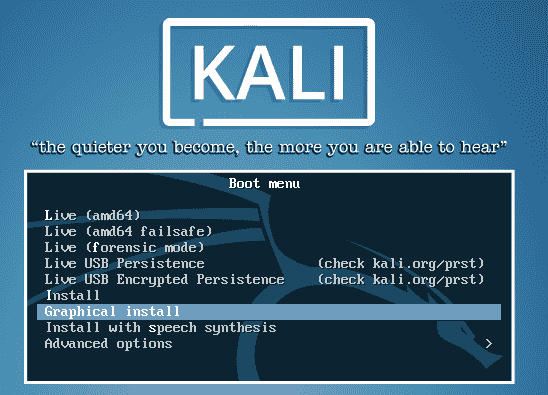 KALI
“the quieter you become, the more you are able to hear”
Boot menu
Live (amd64)
Live (amd64 failsafe)
Live (forensic mode)
Live USB Persistence (check kali.org/prst)
Live USB Encrypted Persistence (check kali.org/prst)
Install
Graphical install
Install with speech synthesis
Advanced options >